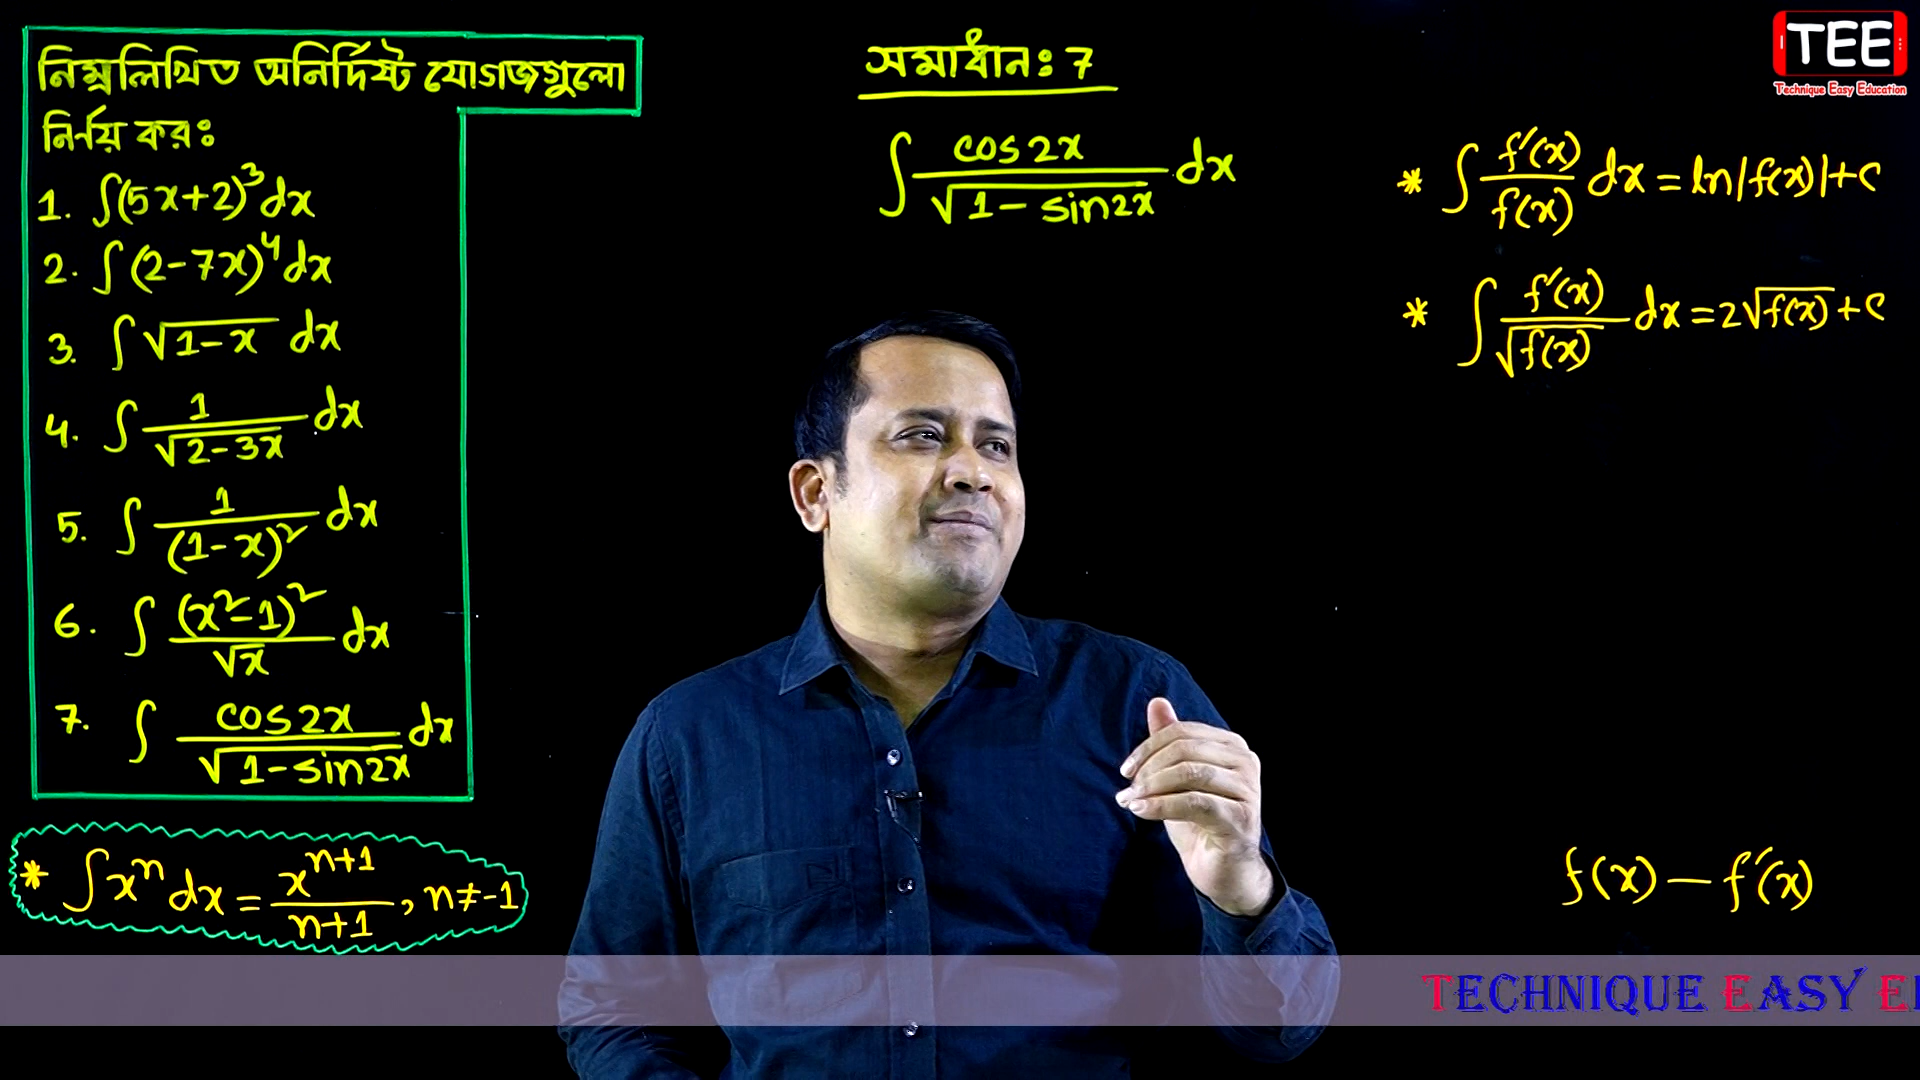 নিম্নলিখিত অনির্দিষ্ট যোগজগুলো
নির্ণয় করঃ
1. ∫(5x+2)³dx
2. ∫(2-7x)⁴dx
3. ∫√(1-x) dx
4. ∫ 1/√(2-3x) dx
5. ∫ 1/(1-x)² dx
6. ∫ (x²-1)²/√x dx
7. ∫ cos2x/√(1-sin2x) dx
* ∫xⁿdx = xⁿ⁺¹/(n+1), n≠-1
সমাধানঃ 7
∫ cos2x/√(1-sin2x) dx
TEE
Technique Easy Education
* ∫ f′(x)/f(x) dx = ln|f(x)|+c
* ∫ f′(x)/√f(x) dx = 2√f(x)+c
f(x) — f′(x)
TECHNIQUE EASY